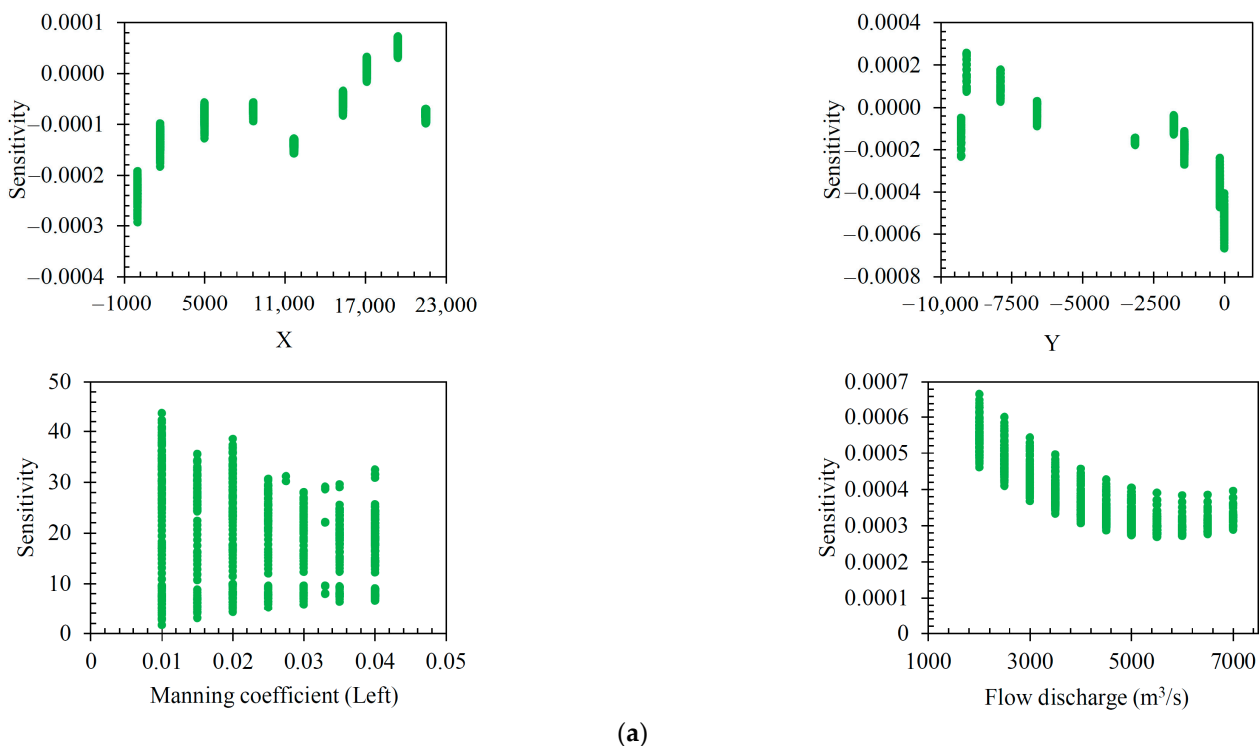 0.0001
0.0000
−0.0001
−0.0002
−0.0003
−0.0004
Sensitivity
−1000 5000 11,000 17,000 23,000
X
0.0004
0.0002
0.0000
−0.0002
−0.0004
−0.0006
−0.0008
Sensitivity
−10,000 -7500 −5000 −2500 0
Y
50
40
30
20
10
0
Sensitivity
0 0.01 0.02 0.03 0.04 0.05
Manning coefficient (Left)
0.0007
0.0006
0.0005
0.0004
0.0003
0.0002
0.0001
0
Sensitivity
1000 3000 5000 7000
Flow discharge (m³/s)
(a)